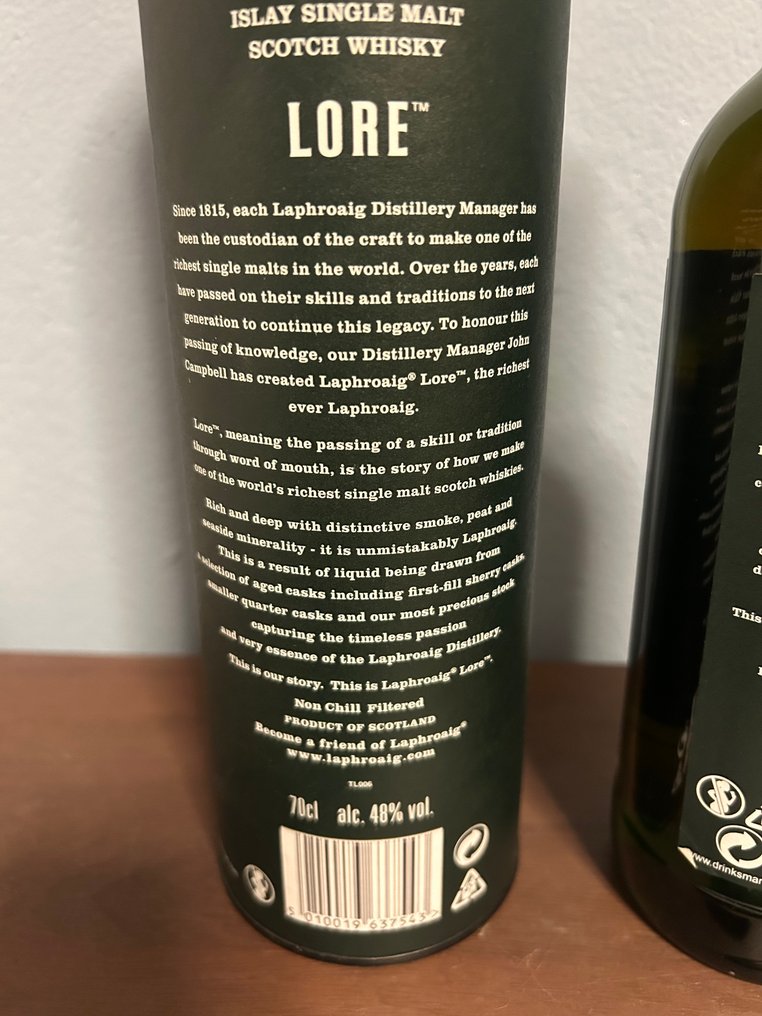 ISLAY SINGLE MALT
SCOTCH WHISKY
LORE™
Since 1815, each Laphroaig Distillery Manager has
been the custodian of the craft to make one of the
richest single malts in the world. Over the years, each
have passed on their skills and traditions to the next
generation to continue this legacy. To honour this
passing of knowledge, our Distillery Manager John
Campbell has created Laphroaig® Lore™, the richest
ever Laphroaig.
Lore™, meaning the passing of a skill or tradition
through word of mouth, is the story of how we make
one of the world's richest single malt scotch whiskies.
Rich and deep with distinctive smoke, peat and
seaside minerality - it is unmistakably Laphroaig.
This is a result of liquid being drawn from
a selection of aged casks including first-fill sherry casks,
smaller quarter casks and our most precious stock
capturing the timeless passion
and very essence of the Laphroaig Distillery.
This is our story. This is Laphroaig® Lore™.
Non Chill Filtered
PRODUCT OF SCOTLAND
Become a friend of Laphroaig®
www.laphroaig.com
TL006
70cl alc. 48% vol.
5 010019 637543 >
This
www.drinksmar